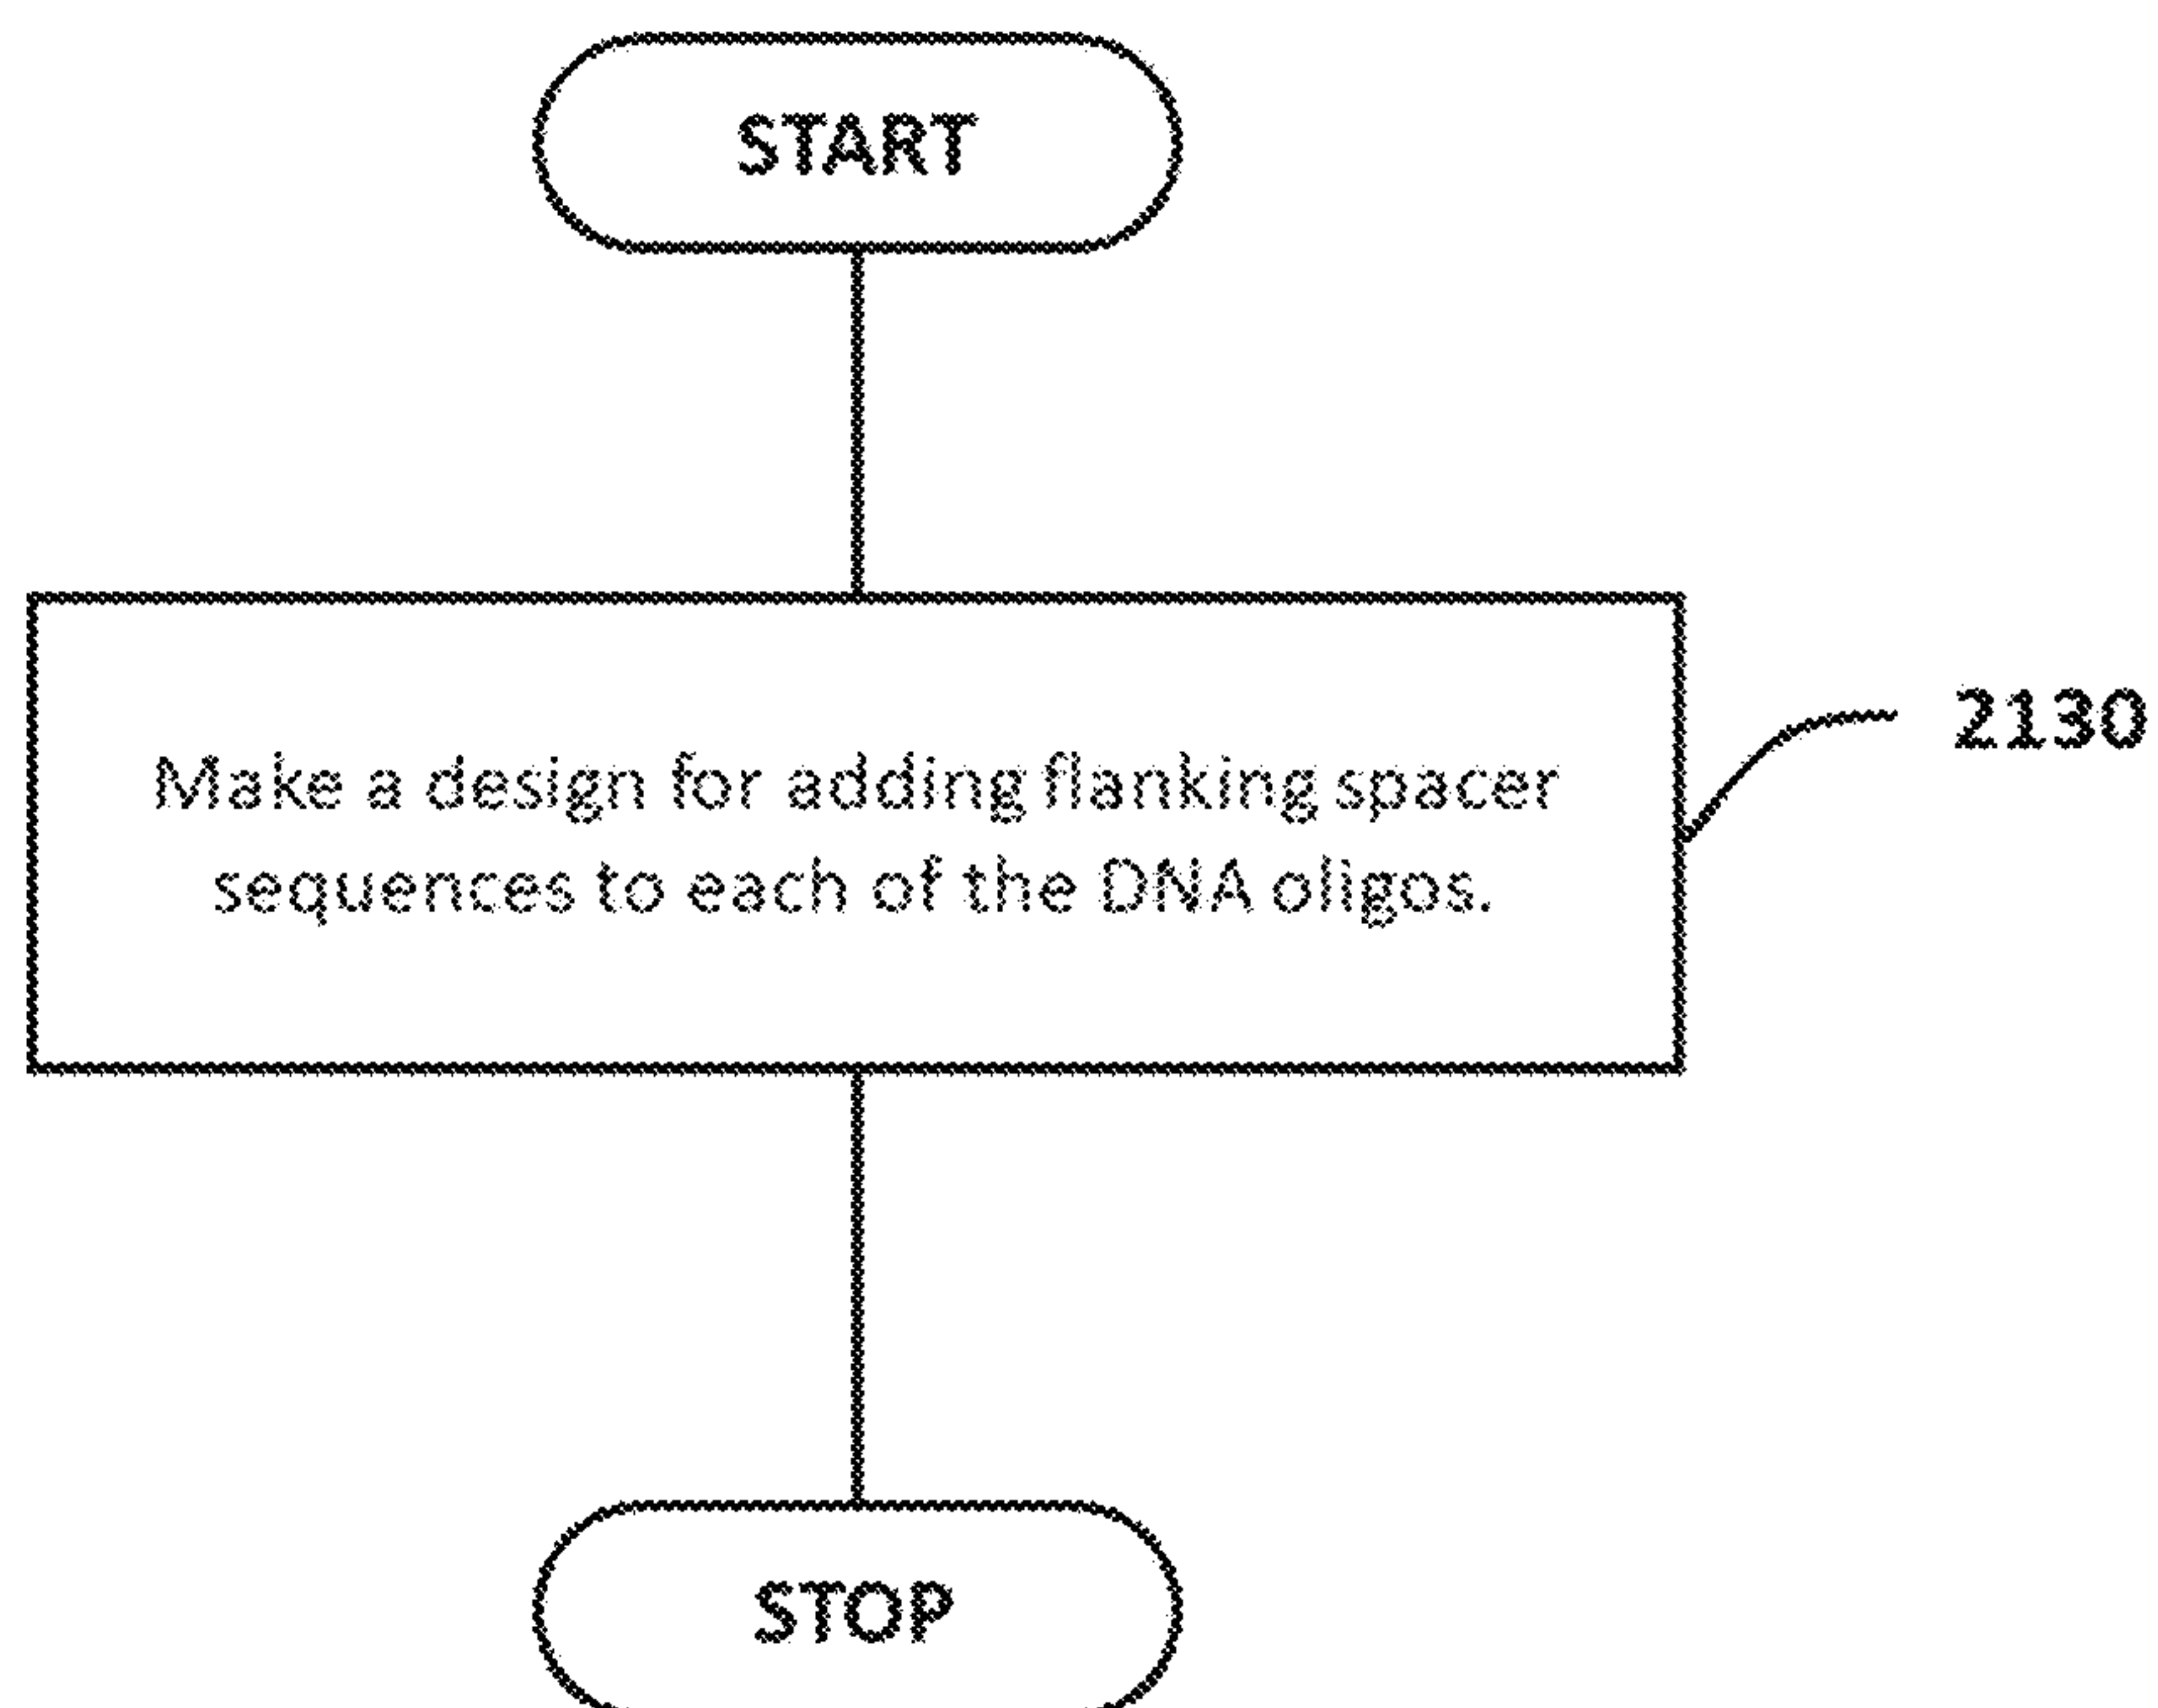 START
Make a design for adding flanking spacer
sequences to each of the DNA oligos.
2130
STOP